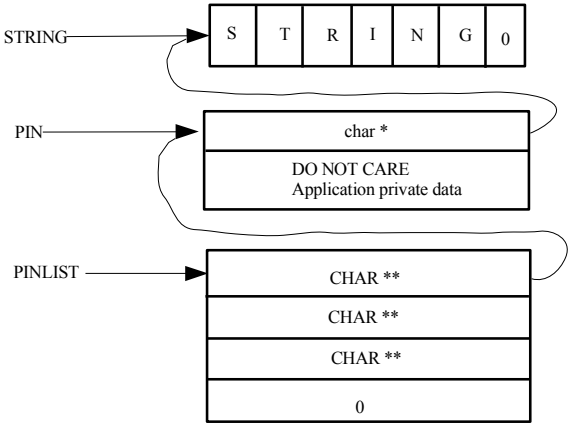 STRING S T R I N G 0
PIN char *
DO NOT CARE
Application private data
PINLIST CHAR **
CHAR **
CHAR **
0